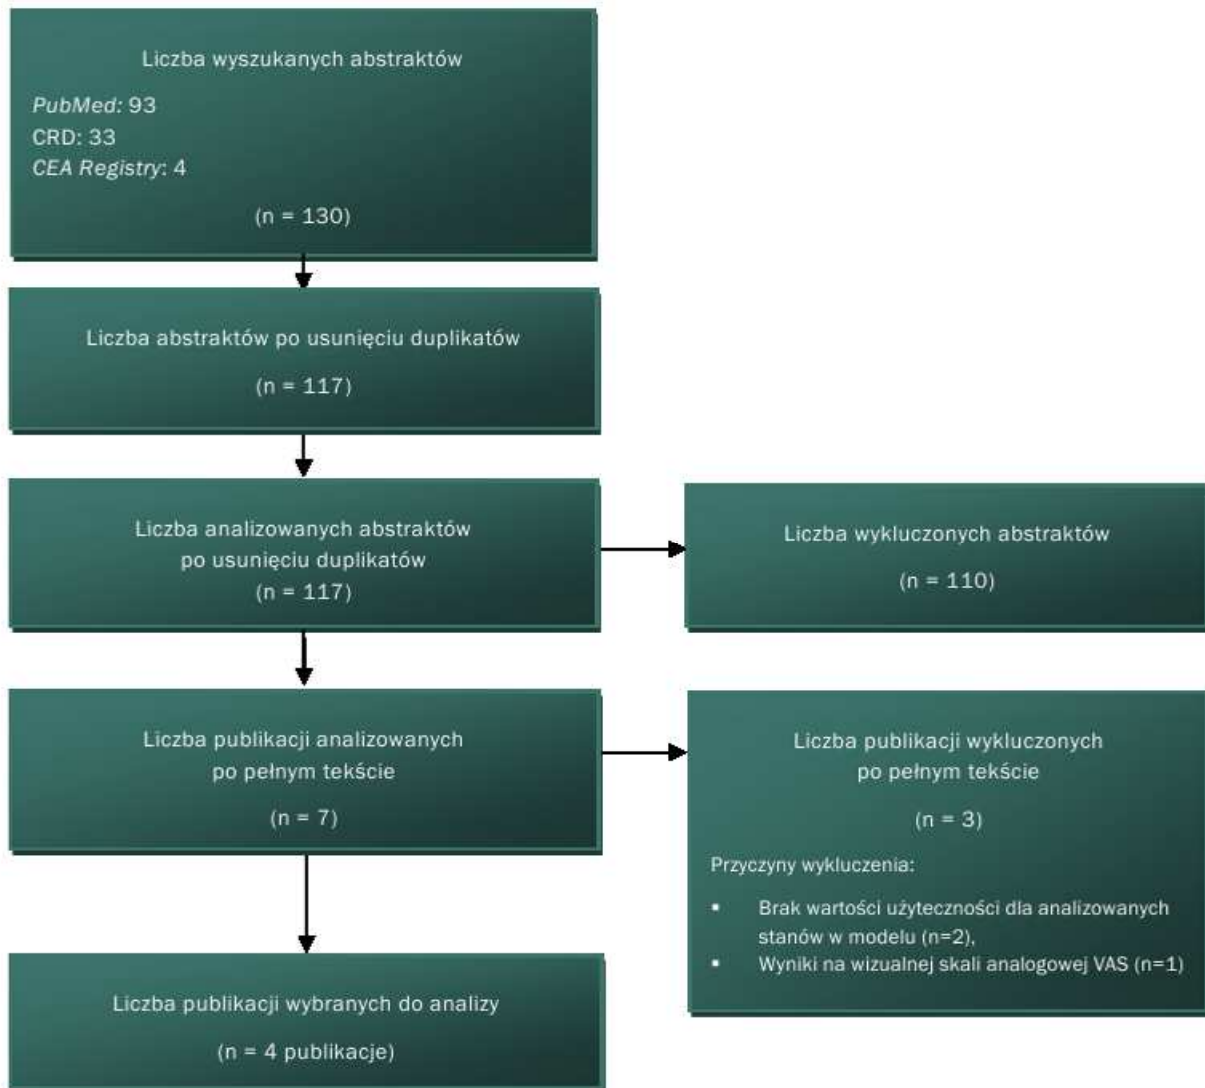 Liczba wyszukanych abstraktów
PubMed: 93
CRD: 33
CEA Registry: 4
(n = 130)
Liczba abstraktów po usunięciu duplikatów
(n = 117)
Liczba analizowanych abstraktów
po usunięciu duplikatów
(n = 117)
Liczba wykluczonych abstraktów
(n = 110)
Liczba publikacji analizowanych
po pełnym tekście
(n = 7)
Liczba publikacji wykluczonych
po pełnym tekście
(n = 3)
Przyczyny wykluczenia:
▪ Brak wartości użyteczności dla analizowanych
stanów w modelu (n=2),
▪ Wyniki na wizualnej skali analogowej VAS (n=1)
Liczba publikacji wybranych do analizy
(n = 4 publikacje)